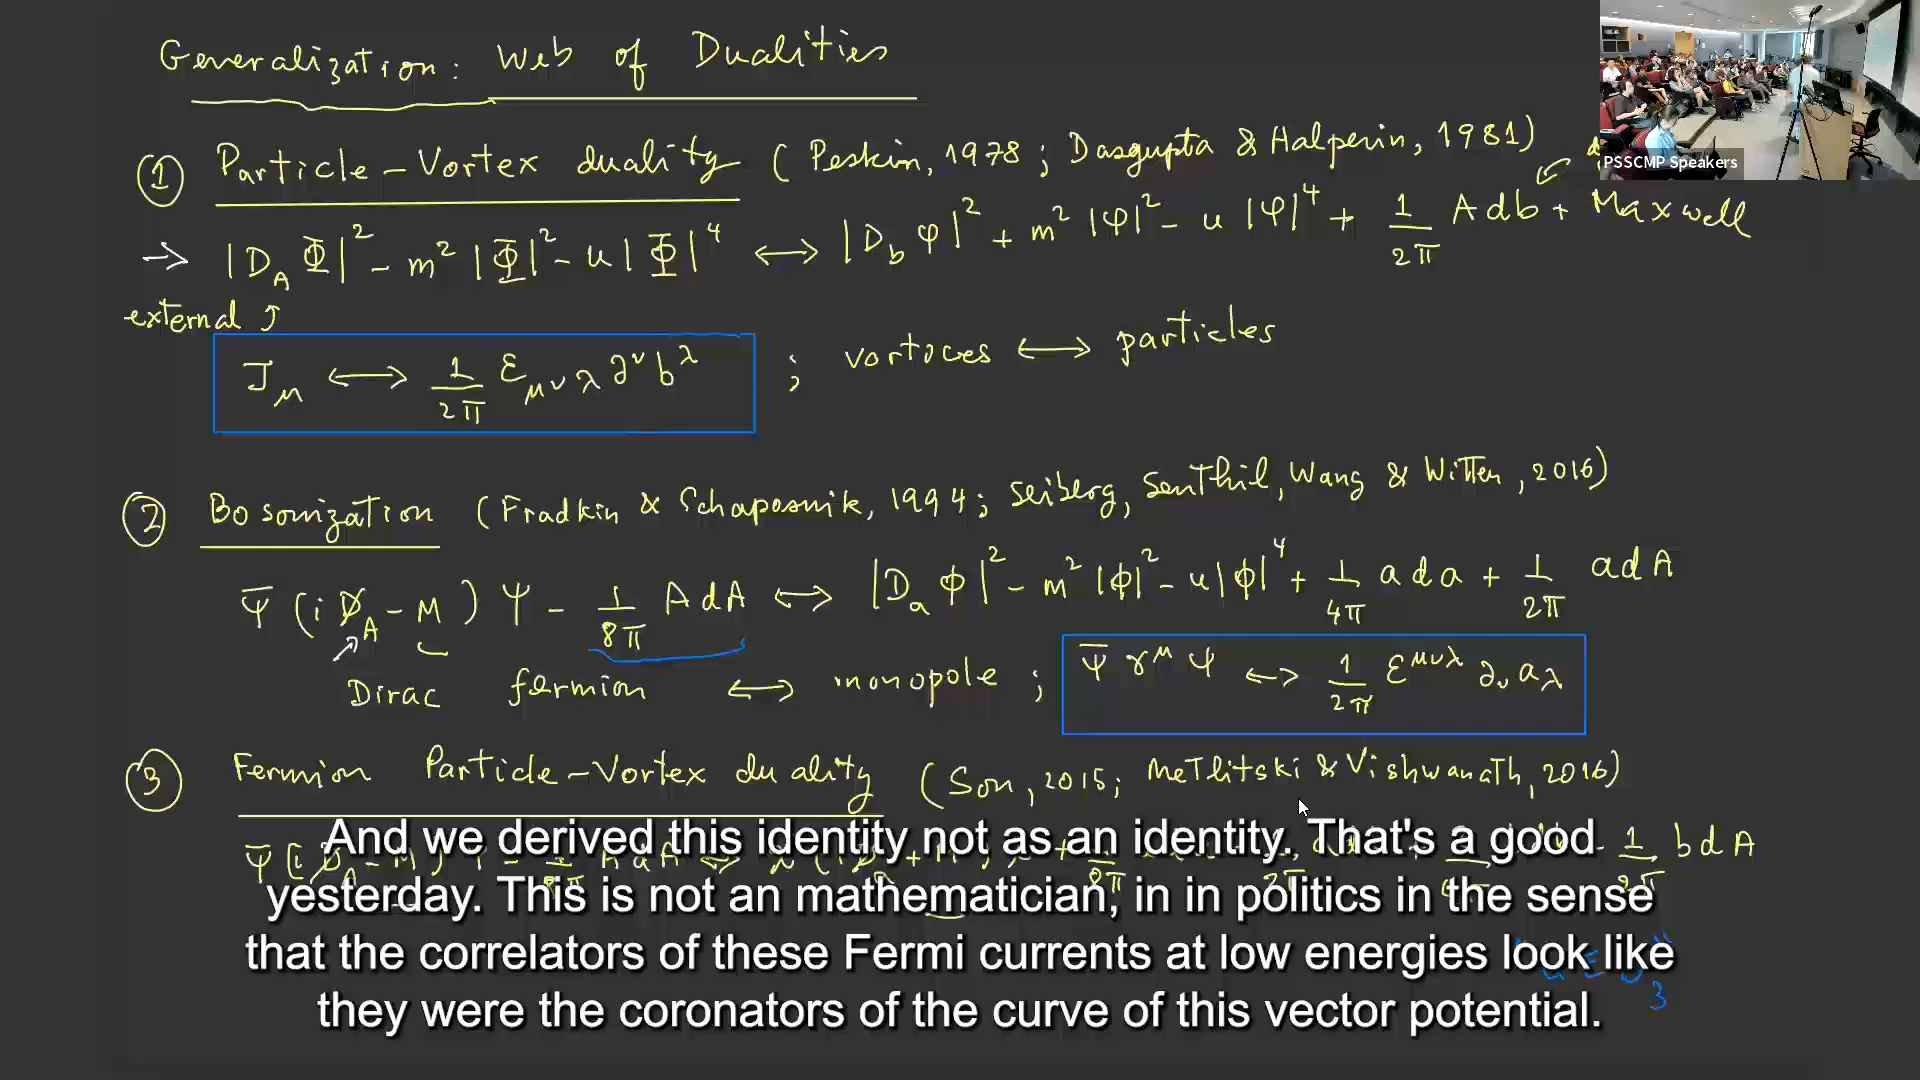 Generalization: Web of Dualities
PSSCMP Speakers
① Particle-Vortex duality (Peskin, 1978; Dasgupta & Halperin, 1981)
→ |D_A Φ|² - m² |Φ|² - u |Φ|⁴ ⟷ |D_b φ|² + m² |φ|² - u |φ|⁴ + 1/2π A d b + Maxwell
external ↑
J_μ ⟷ 1/2π ε_μνλ ∂^ν b^λ ; vortices ⟷ particles
② Bosonization (Fradkin & Schaposnik, 1994; Seiberg, Senthil, Wang & Witten, 2016)
Ψ̄ (i D̸_A - M) Ψ - 1/8π A d A ⟷ |D_a ϕ|² - m² |ϕ|² - u |ϕ|⁴ + 1/4π a d a + 1/2π a d A
Dirac fermion ⟷ monopole ; Ψ̄ γ^μ ψ ⟷ 1/2π ε^μνλ ∂_ν a_λ
③ Fermion Particle-Vortex duality (Son, 2015; Metlitski & Vishwanath, 2016)
1/2π b d A
And we derived this identity not as an identity. That's a good
yesterday. This is not an mathematician, in in politics in the sense
that the correlators of these Fermi currents at low energies look like
they were the coronators of the curve of this vector potential.